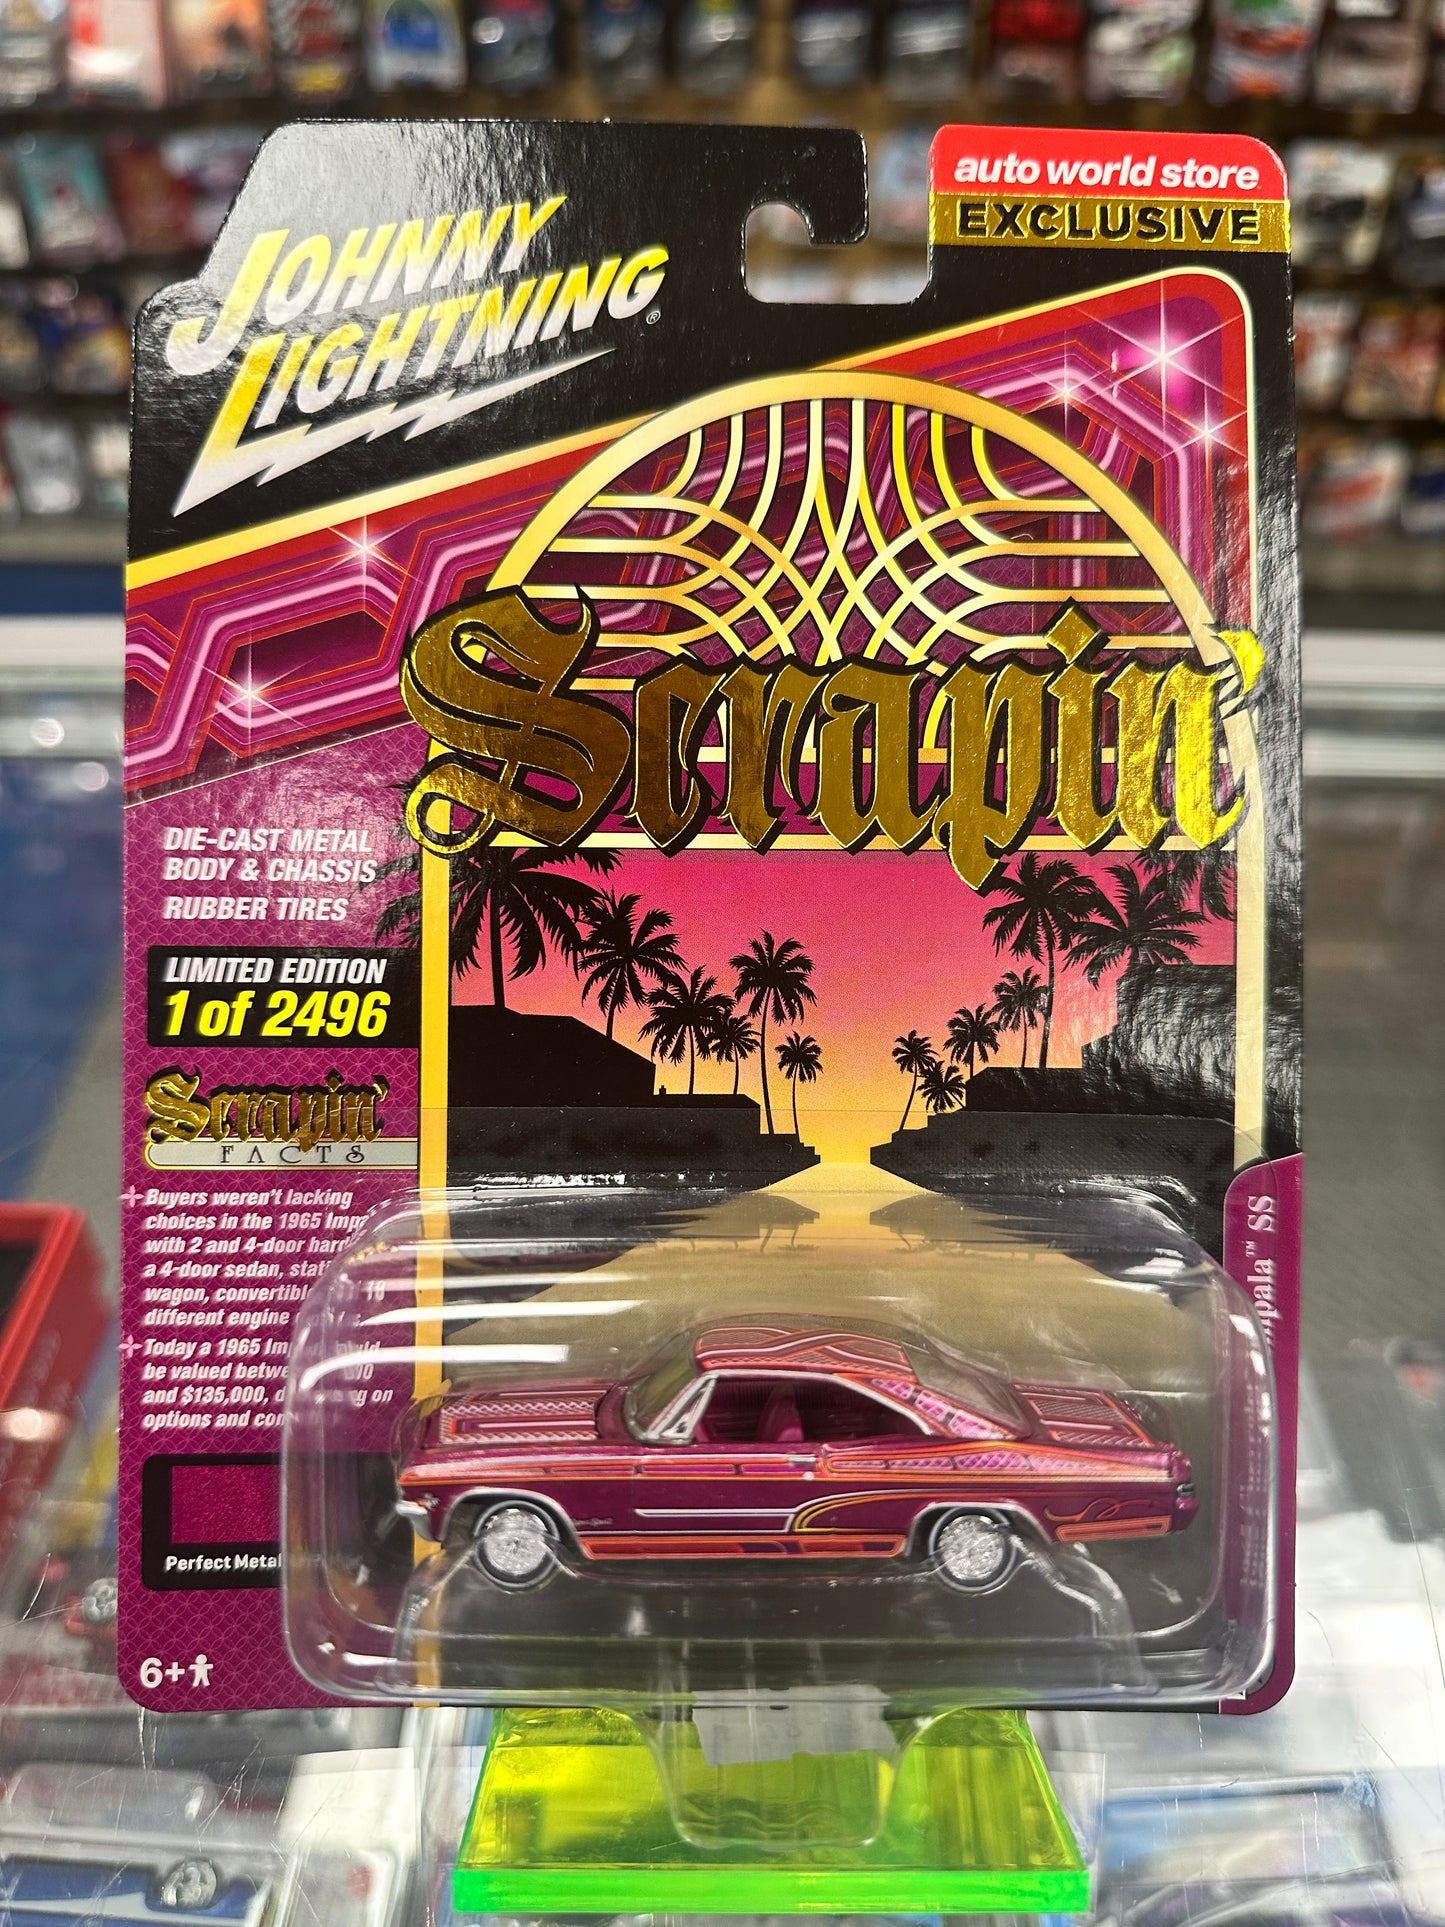 auto world store
EXCLUSIVE
JOHNNY
LIGHTNING®
Scrapin'
DIE-CAST METAL
BODY & CHASSIS
RUBBER TIRES
LIMITED EDITION
1 of 2496
Scrapin'
FACTS
Buyers weren't lacking
choices in the 1965
with 2 and 4-door
a 4-door sedan,
wagon,
different engine
Today a 1965
be valued
and $135,000, on
options and
Perfect
6+
Impala™ SS